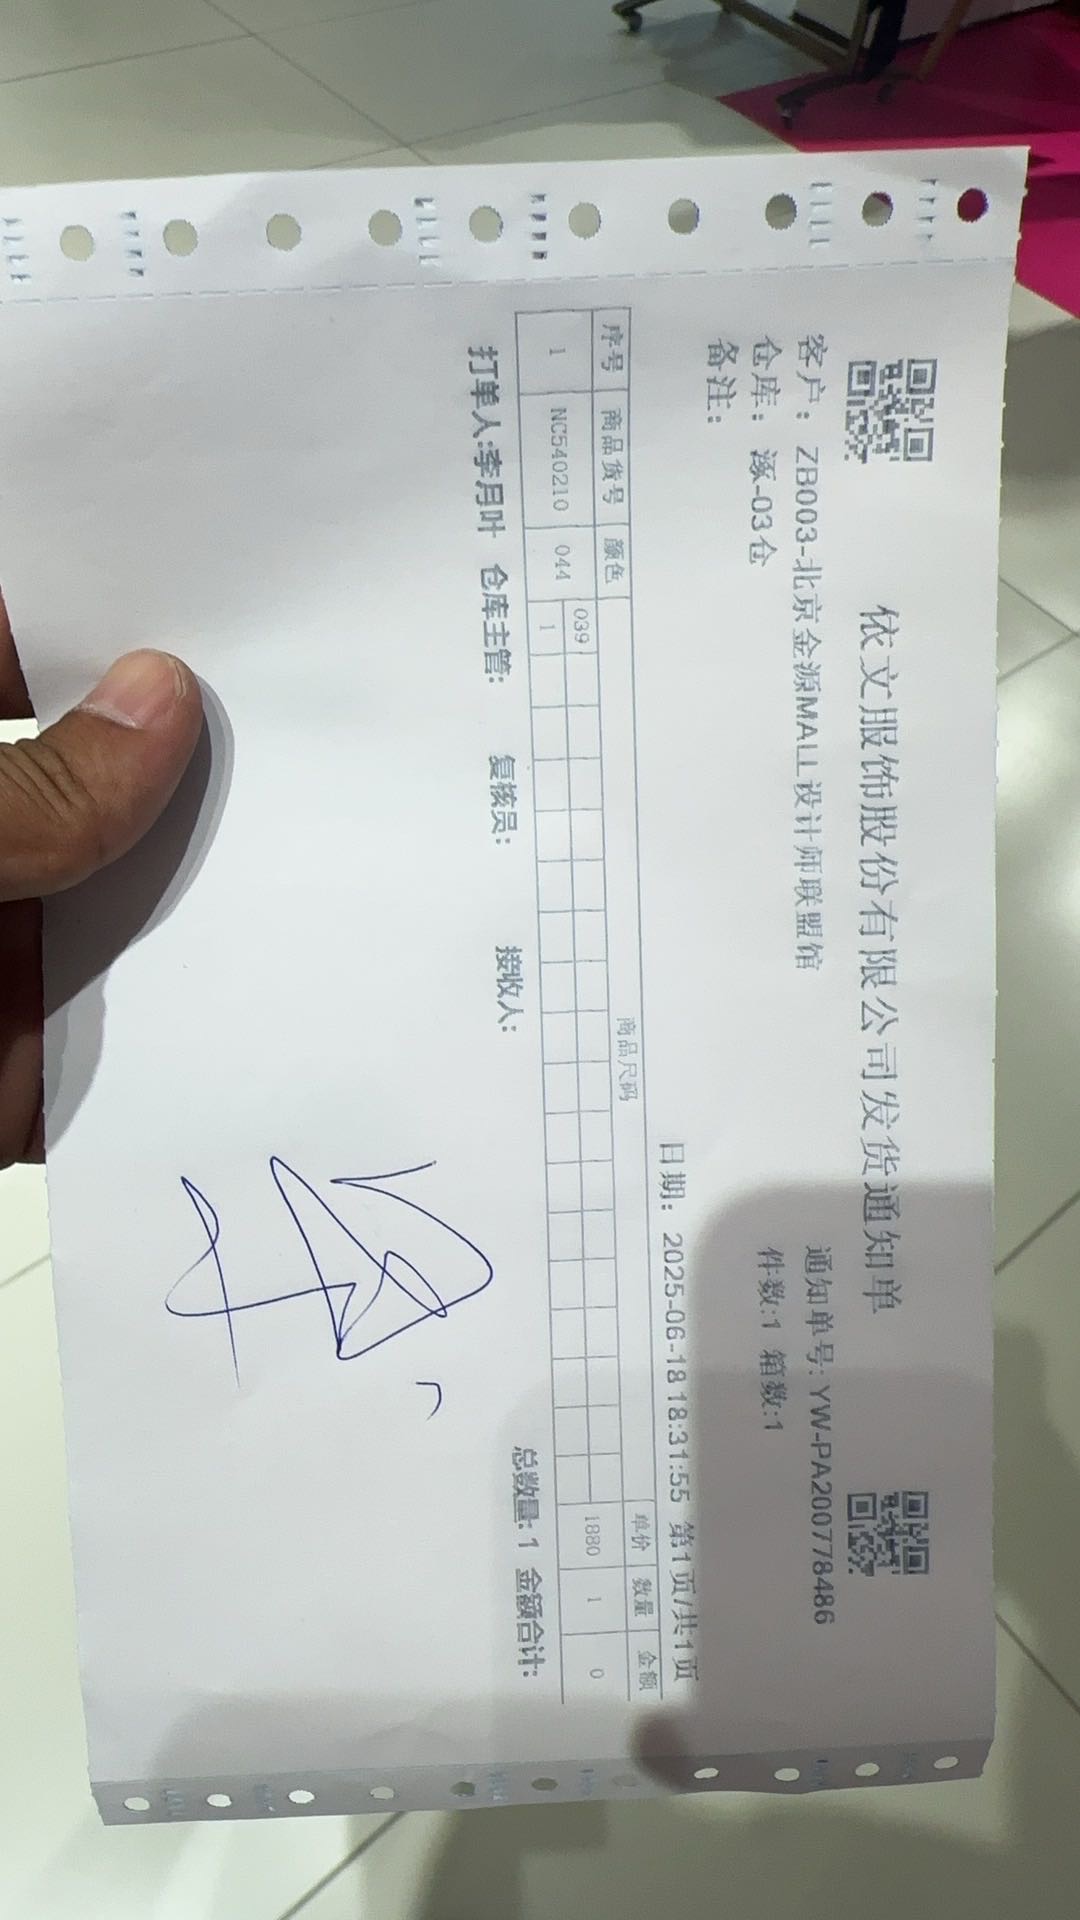 依文服饰股份有限公司发货通知单
客户：ZB003-北京金源MALL设计师联盟馆 通知单号: YW-PA200778486
仓库：涿-03仓 件数:1 箱数:1
备注：
日期：2025-06-18 18:31:55 第1页/共1页
序号 商品货号 颜色 商品尺码 单价 数量 金额
039
1 NC540210 044 1 1880 1 0
打单人:李月叶 仓库主管: 复核员: 接收人: 总数量: 1 金额合计: